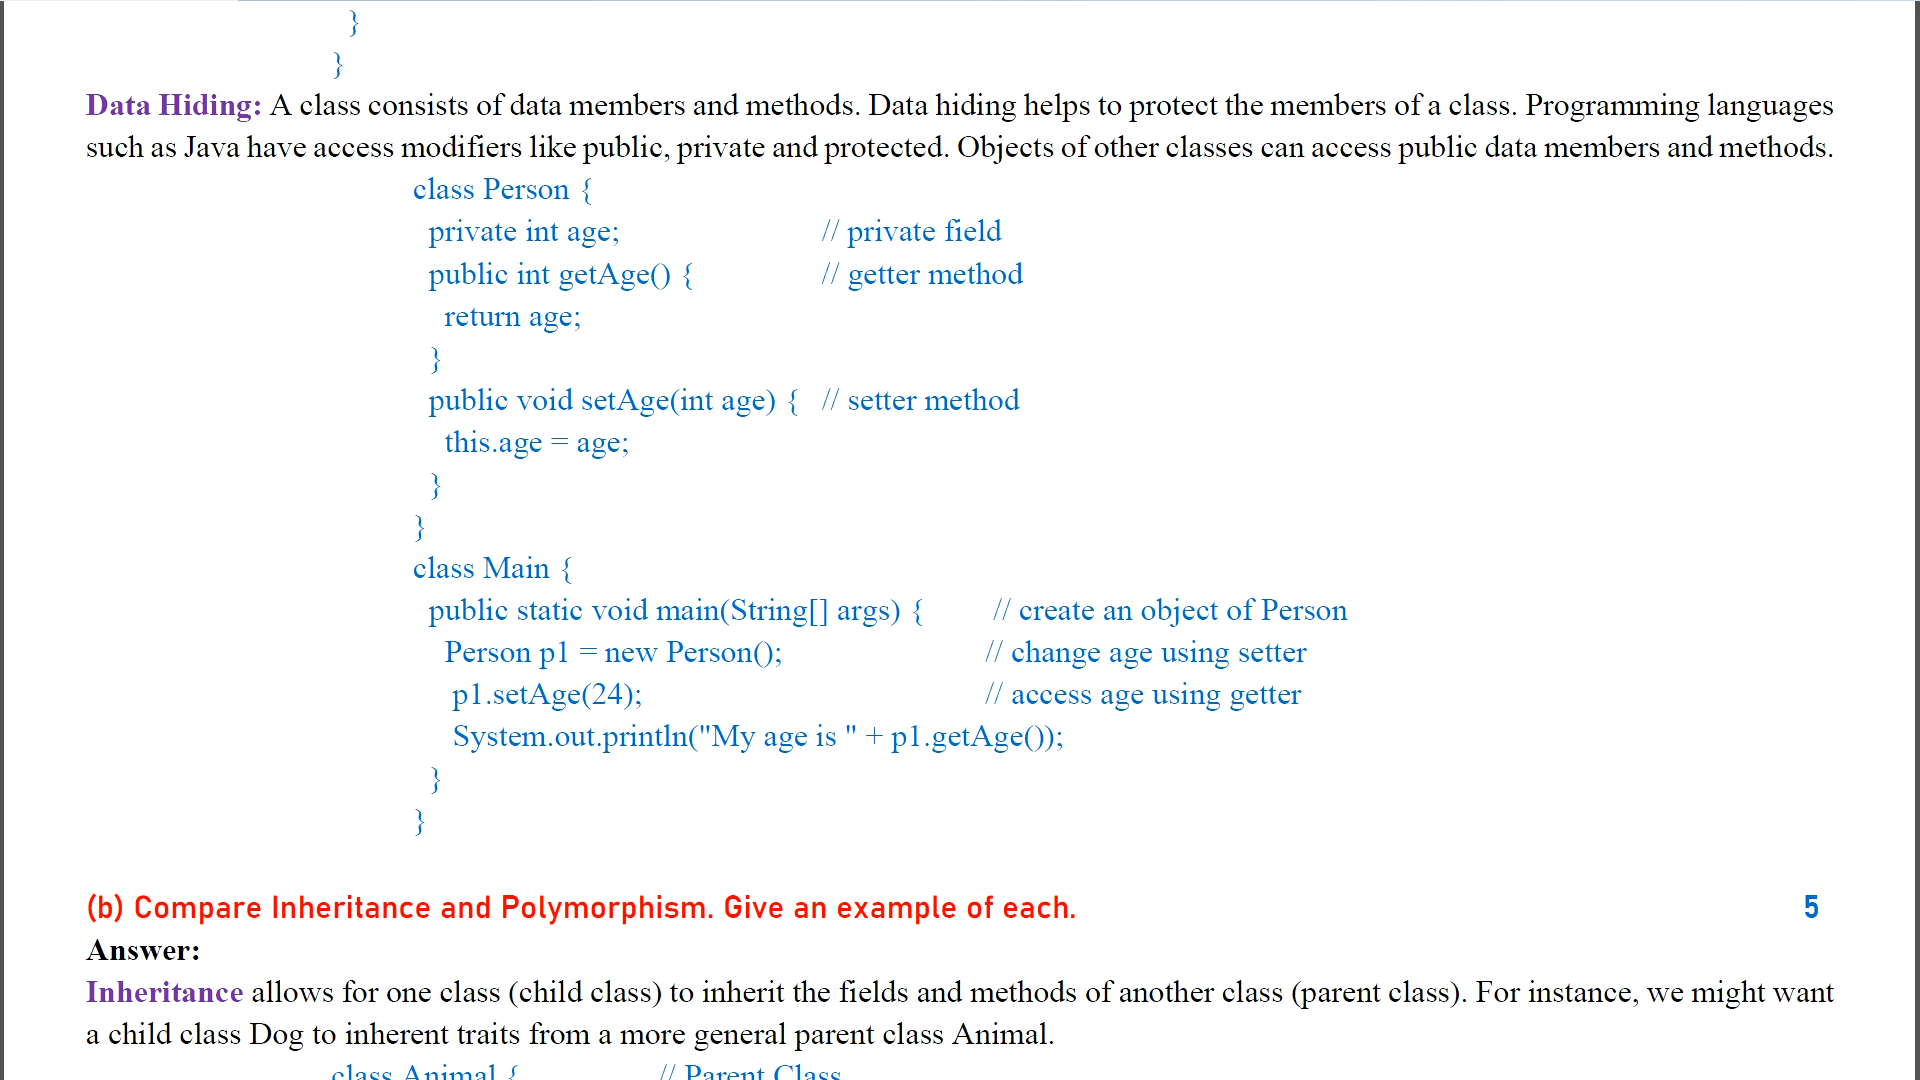 }
}
Data Hiding: A class consists of data members and methods. Data hiding helps to protect the members of a class. Programming languages
such as Java have access modifiers like public, private and protected. Objects of other classes can access public data members and methods.
class Person {
private int age; // private field
public int getAge() { // getter method
return age;
}
public void setAge(int age) { // setter method
this.age = age;
}
}
class Main {
public static void main(String[] args) { // create an object of Person
Person p1 = new Person(); // change age using setter
p1.setAge(24); // access age using getter
System.out.println("My age is " + p1.getAge());
}
}
(b) Compare Inheritance and Polymorphism. Give an example of each. 5
Answer:
Inheritance allows for one class (child class) to inherit the fields and methods of another class (parent class). For instance, we might want
a child class Dog to inherent traits from a more general parent class Animal.
class Animal { // Parent Class